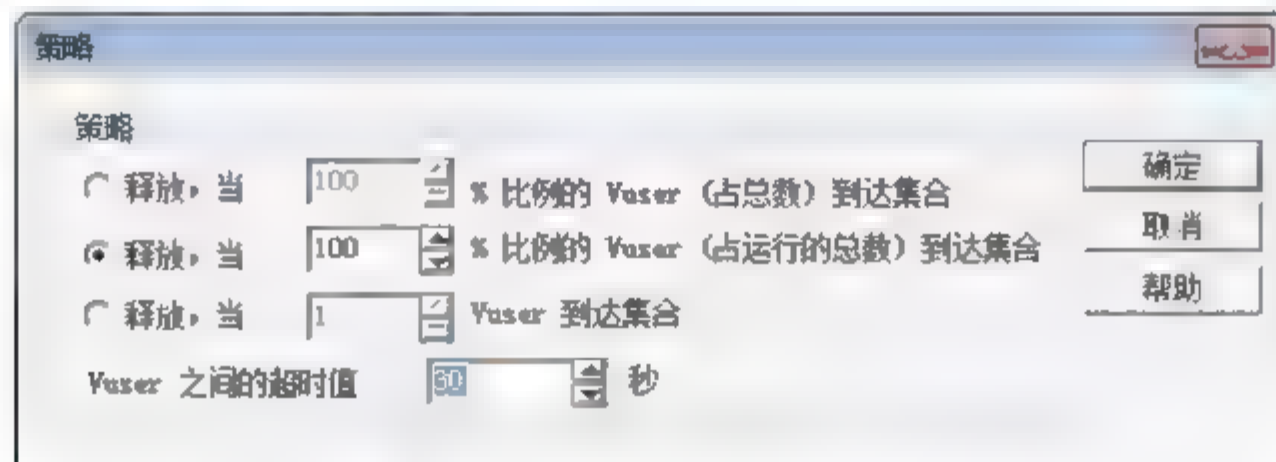 策略
策略
释放，当 100 % 比例的 Vuser（占总数）到达集合
释放，当 100 % 比例的 Vuser（占运行的总数）到达集合
释放，当 1 Vuser 到达集合
Vuser 之间的超时值 30 秒
确定
取消
帮助